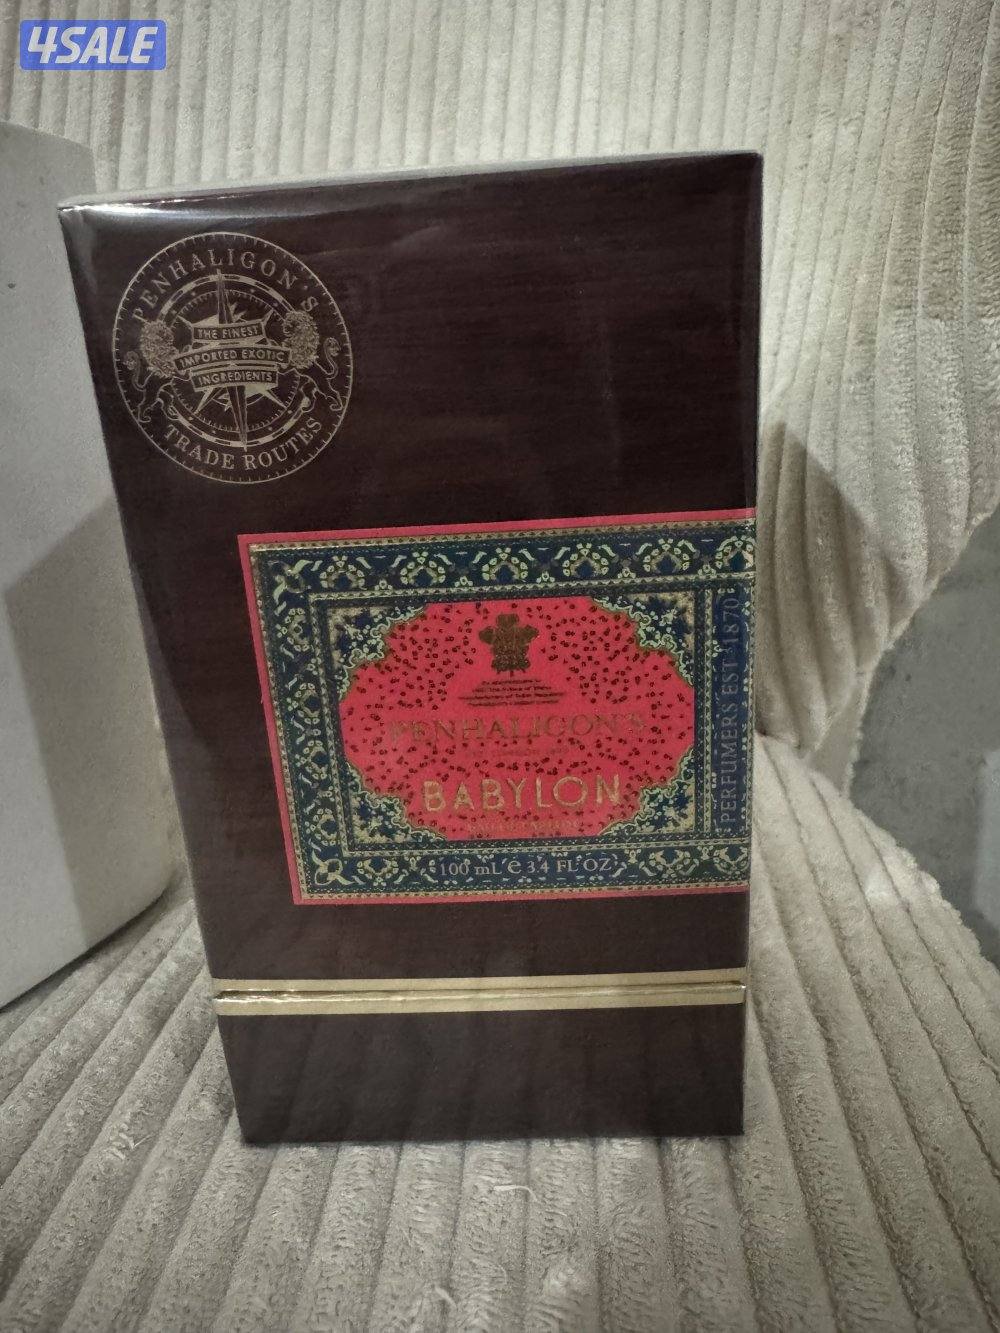 4SALE
PENHALIGON'S
THE FINEST
IMPORTED EXOTIC
INGREDIENTS
TRADE ROUTES
PENHALIGON'S
BABYLON
100 mL ℮ 3.4 FL OZ
PERFUMERS EST 1870